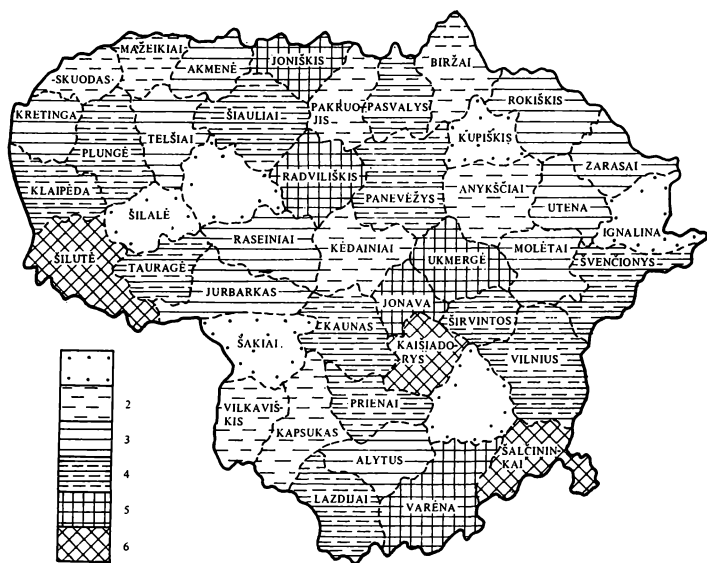 MAŽEIKIAI
SKUODAS
AKMENĖ
JONIŠKIS
BIRŽAI
KRETINGA
ŠIAULIAI
PAKRUO-
JIS
PASVALYS
ROKIŠKIS
PLUNGĖ
TELŠIAI
KUPIŠKIS
ZARASAI
KLAIPĖDA
RADVILIŠKIS
PANEVĖŽYS
ANYKŠČIAI
UTENA
ŠILALĖ
IGNALINA
RASEINIAI
KĖDAINIAI
UKMERGĖ
MOLĖTAI
ŠILUTĖ
TAURAGĖ
ŠVENČIONYS
JURBARKAS
JONAVA
KAUNAS
ŠIRVINTOS
ŠAKIAI
KAIŠIADO-
RYS
VILNIUS
VILKAVIŠ-
KIS
PRIENAI
KAPSUKAS
ALYTUS
ŠALČININ-
KAI
LAZDIJAI
VARĖNA
2
3
4
5
6